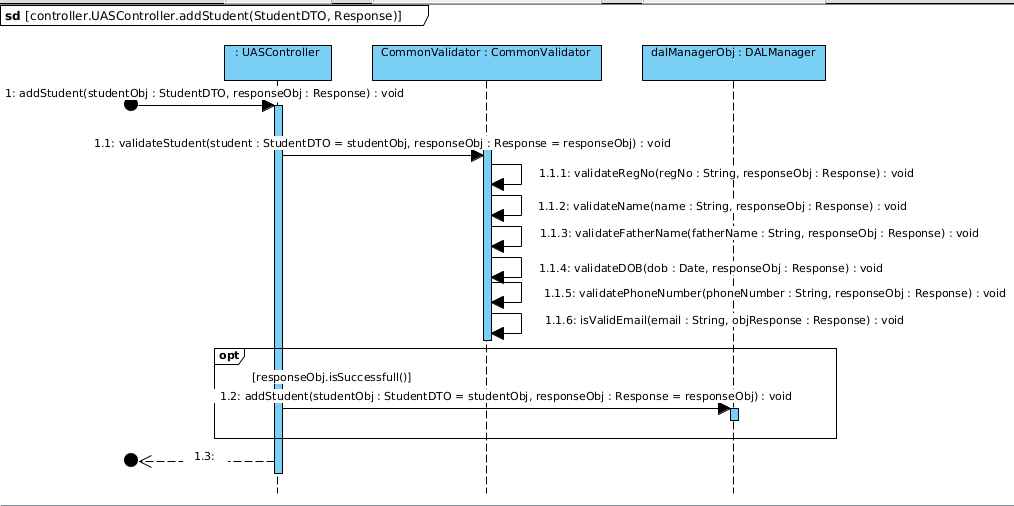 sd [controller.UASController.addStudent(StudentDTO, Response)]
: UASController
CommonValidator : CommonValidator
dalManagerObj : DALManager
1: addStudent(studentObj : StudentDTO, responseObj : Response) : void
1.1: validateStudent(student : StudentDTO = studentObj, responseObj : Response = responseObj) : void
1.1.1: validateRegNo(regNo : String, responseObj : Response) : void
1.1.2: validateName(name : String, responseObj : Response) : void
1.1.3: validateFatherName(fatherName : String, responseObj : Response) : void
1.1.4: validateDOB(dob : Date, responseObj : Response) : void
1.1.5: validatePhoneNumber(phoneNumber : String, responseObj : Response) : void
1.1.6: isValidEmail(email : String, objResponse : Response) : void
opt
[responseObj.isSuccessfull()]
1.2: addStudent(studentObj : StudentDTO = studentObj, responseObj : Response = responseObj) : void
1.3: